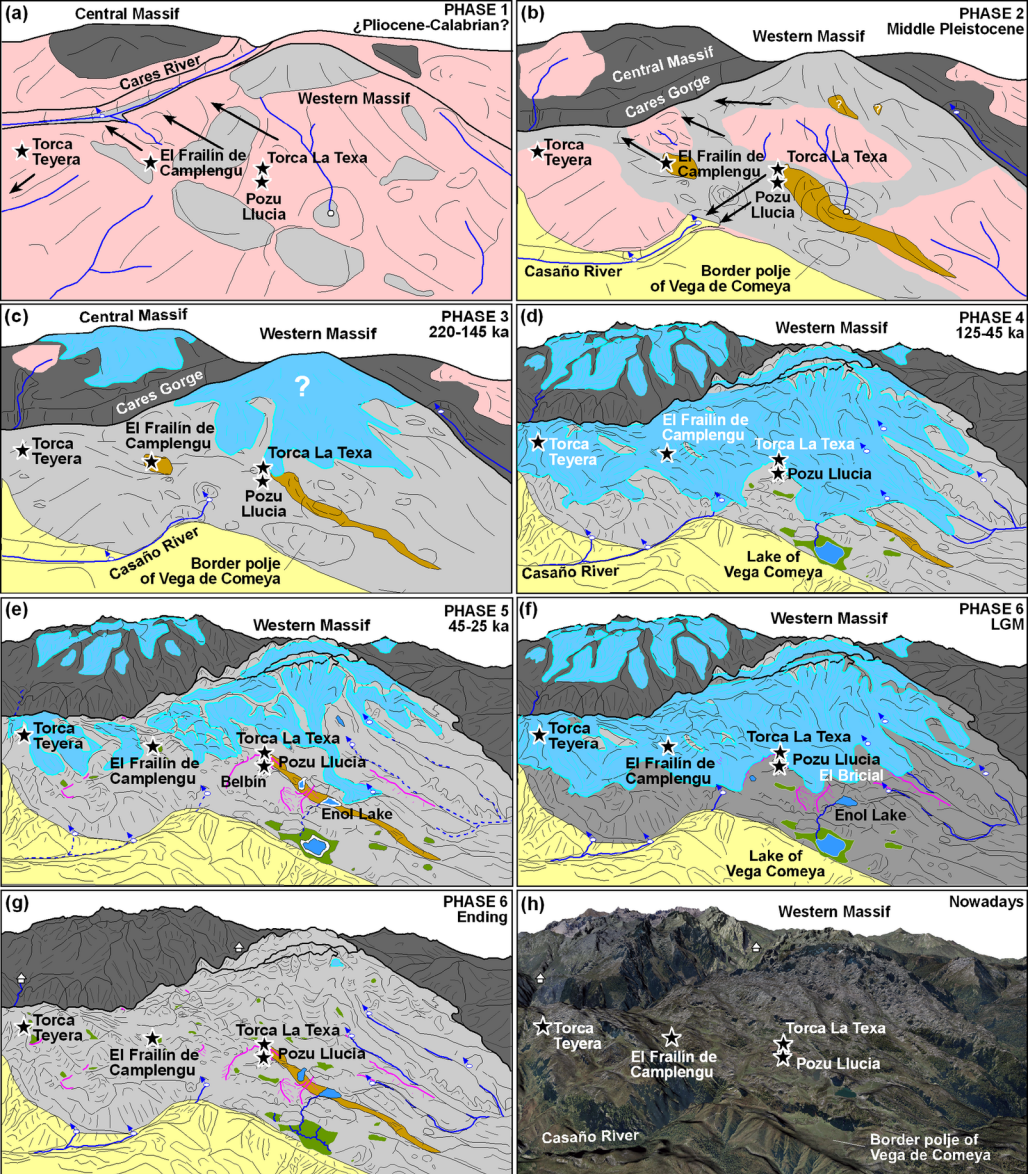 (a)
Central Massif
PHASE 1
¿Pliocene-Calabrian?
Cares River
Western Massif
Torca
Teyera
El Frailín de
Camplengu
Torca La Texa
Pozu
Llucia
(b)
PHASE 2
Middle Pleistocene
Western Massif
Central Massif
Cares Gorge
?
?
Torca
Teyera
El Frailín de
Camplengu
Torca La Texa
Pozu
Llucia
Casaño River
Border polje
of Vega de Comeya
(c)
Central Massif
PHASE 3
220-145 ka
Western Massif
Cares Gorge
?
Torca
Teyera
El Frailín de
Camplengu
Torca La Texa
Pozu
Llucia
Casaño River
Border polje
of Vega de Comeya
(d)
PHASE 4
125-45 ka
Western Massif
El Frailín de
Camplengu
Torca
Teyera
Torca La Texa
Pozu Llucia
Casaño River
Lake of
Vega Comeya
(e)
PHASE 5
45-25 ka
Western Massif
Torca
Teyera
El Frailín de
Camplengu
Torca La Texa
Pozu Llucia
Belbín
Enol Lake
(f)
PHASE 6
LGM
Western Massif
Torca
Teyera
El Frailín de
Camplengu
Torca La Texa
Pozu Llucia
El Bricial
Enol Lake
Lake of
Vega Comeya
(g)
PHASE 6
Ending
Torca
Teyera
El Frailín de
Camplengu
Torca La Texa
Pozu Llucia
(h)
Nowadays
Western Massif
Torca
Teyera
El Frailín de
Camplengu
Torca La Texa
Pozu Llucia
Casaño River
Border polje of
Vega de Comeya